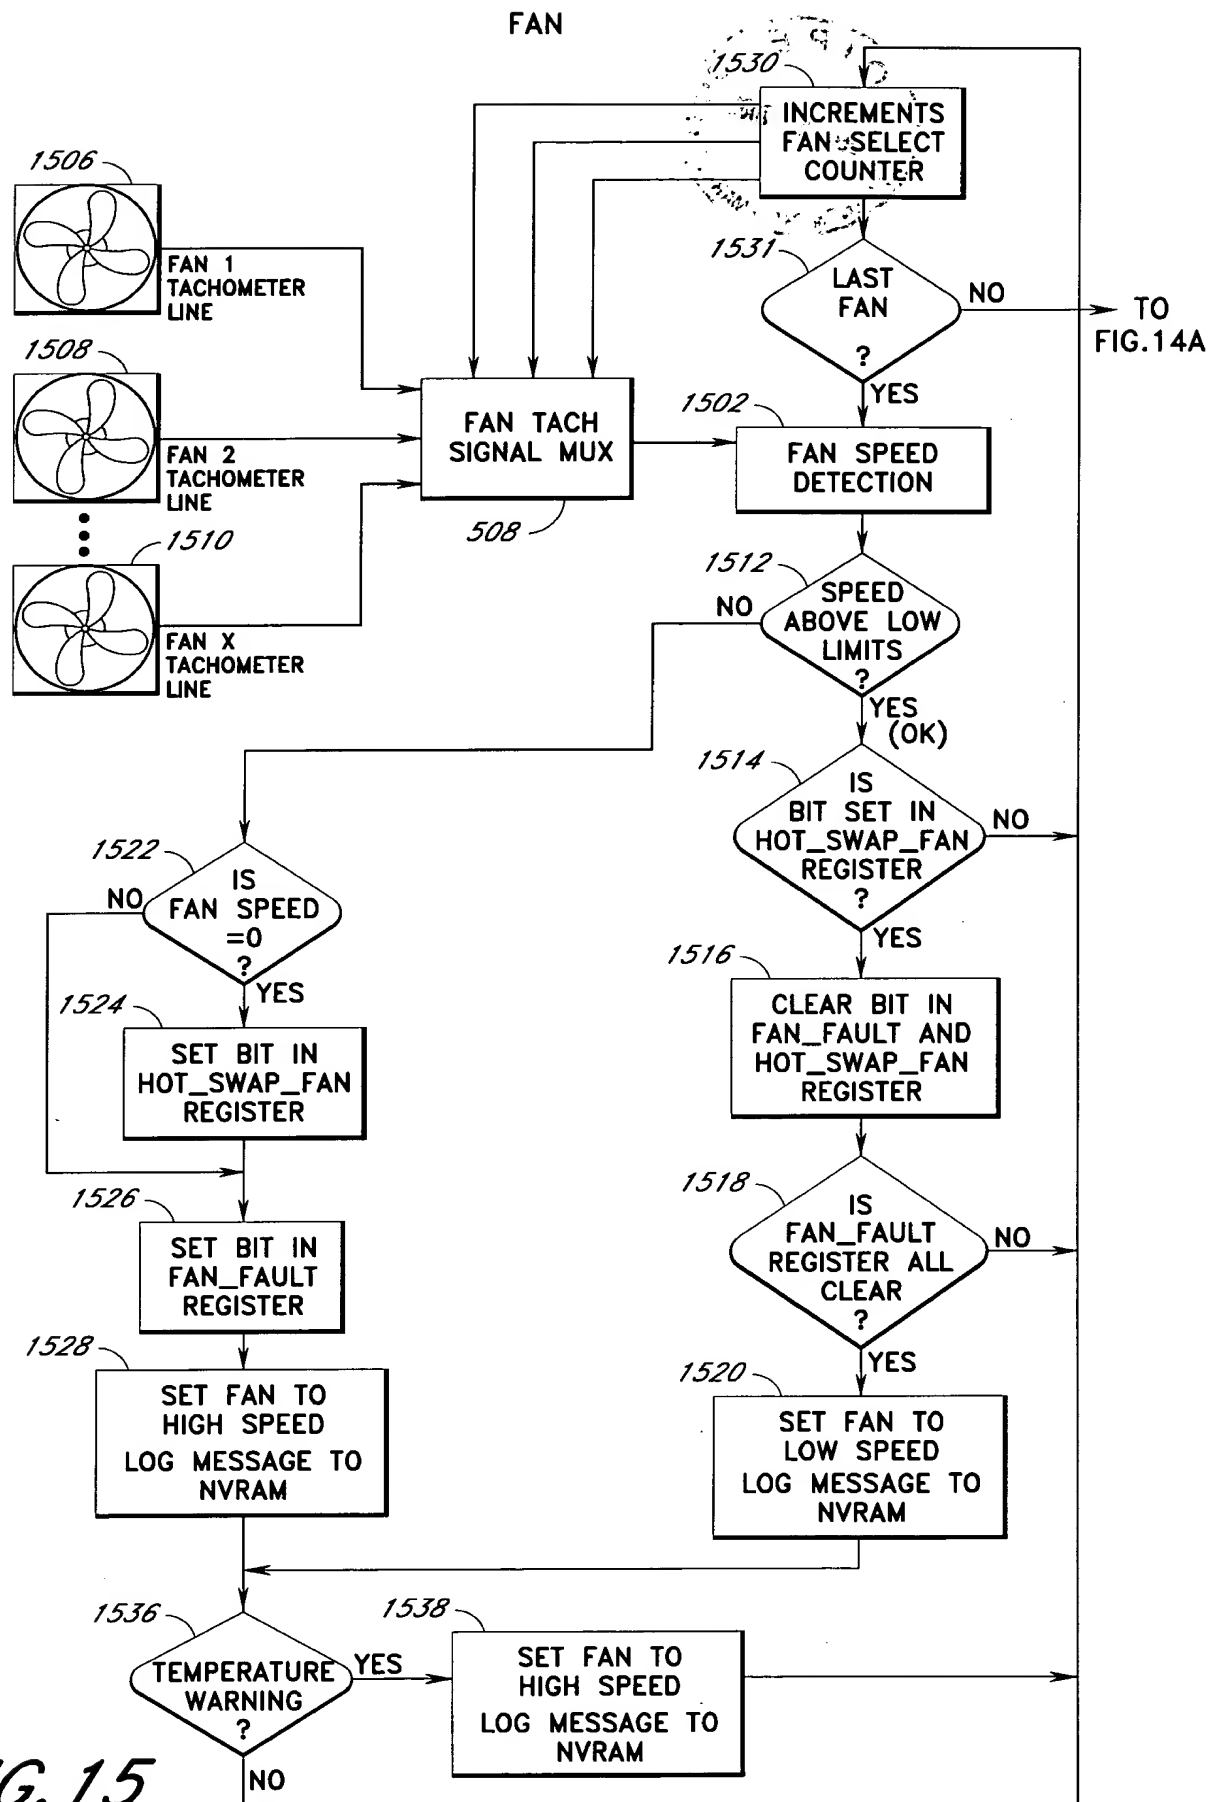 FAN
1530
INCREMENTS
FAN SELECT
COUNTER
1506
FAN 1
TACHOMETER
LINE
1531
LAST
FAN
?
NO
TO
FIG.14A
YES
1508
FAN 2
TACHOMETER
LINE
FAN TACH
SIGNAL MUX
508
1502
FAN SPEED
DETECTION
1510
FAN X
TACHOMETER
LINE
1512
SPEED
ABOVE LOW
LIMITS
?
NO
YES
(OK)
1514
IS
BIT SET IN
HOT_SWAP_FAN
REGISTER
?
NO
YES
1522
IS
FAN SPEED
=0
?
NO
YES
1516
CLEAR BIT IN
FAN_FAULT AND
HOT_SWAP_FAN
REGISTER
1524
SET BIT IN
HOT_SWAP_FAN
REGISTER
1518
IS
FAN_FAULT
REGISTER ALL
CLEAR
?
NO
YES
1526
SET BIT IN
FAN_FAULT
REGISTER
1528
SET FAN TO
HIGH SPEED
LOG MESSAGE TO
NVRAM
1520
SET FAN TO
LOW SPEED
LOG MESSAGE TO
NVRAM
1536
TEMPERATURE
WARNING
?
YES
NO
1538
SET FAN TO
HIGH SPEED
LOG MESSAGE TO
NVRAM
G.15